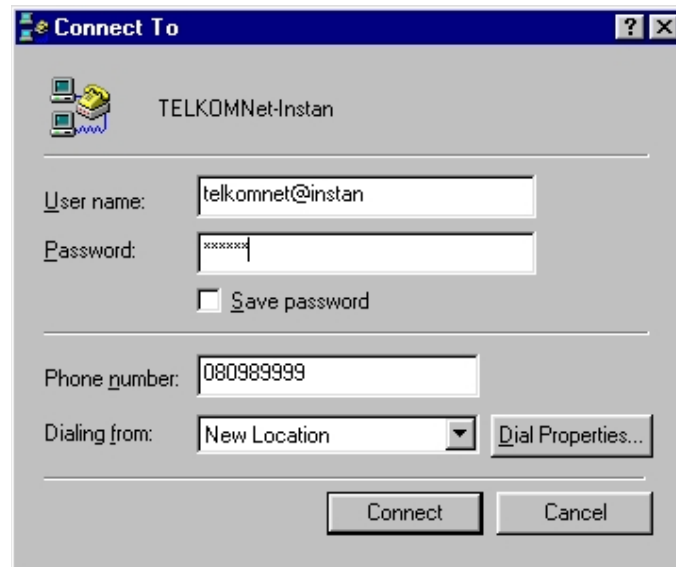 Connect To
TELKOMNet-Instan
User name: telkomnet@instan
Password: xxxxxx
Save password
Phone number: 080989999
Dialing from: New Location Dial Properties...
Connect Cancel